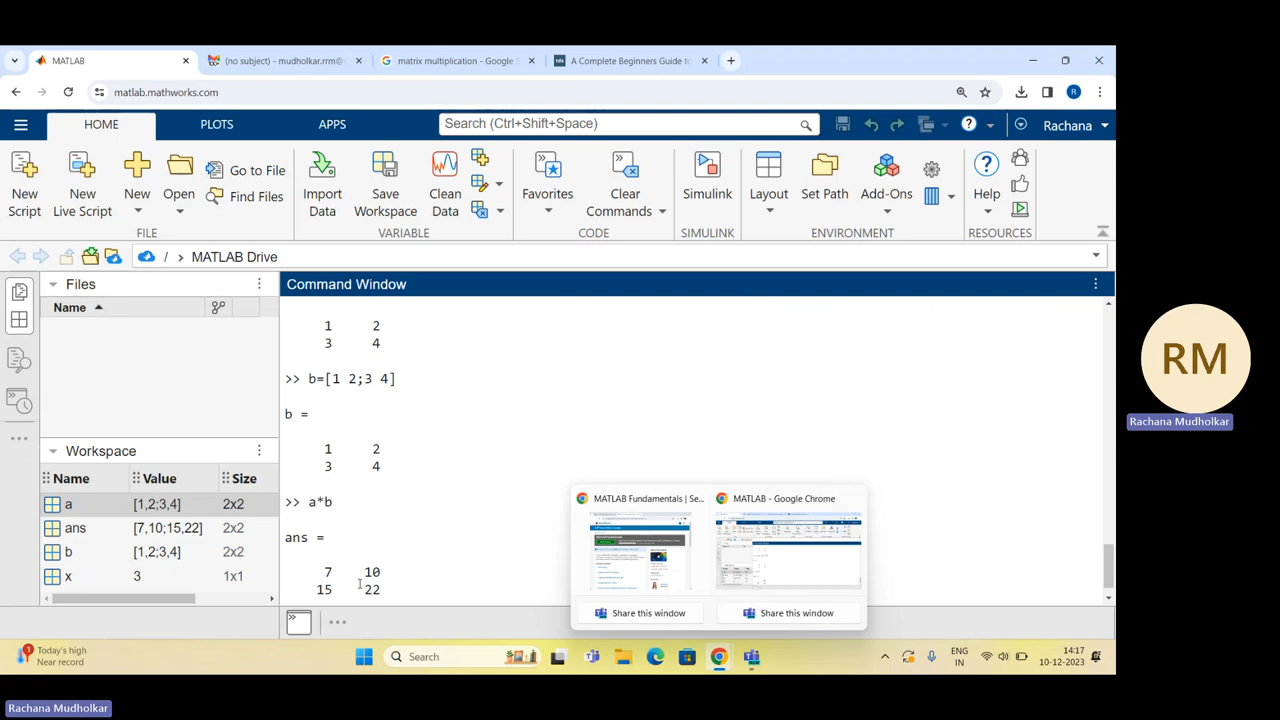 MATLAB
(no subject) - mudholkar.rrm@
matrix multiplication - Google S
A Complete Beginners Guide to
matlab.mathworks.com
R
HOME
PLOTS
APPS
Search (Ctrl+Shift+Space)
Rachana
New Script
New Live Script
New
Open
Go to File
Find Files
Import Data
Save Workspace
Clean Data
Favorites
Clear Commands
Simulink
Layout
Set Path
Add-Ons
Help
FILE
VARIABLE
CODE
SIMULINK
ENVIRONMENT
RESOURCES
/ MATLAB Drive
Files
Name
Command Window
1 2
3 4
>> b=[1 2;3 4]
b =
1 2
3 4
>> a*b
ans =
7 10
15 22
Workspace
Name Value Size
a [1,2;3,4] 2x2
ans [7,10;15,22] 2x2
b [1,2;3,4] 2x2
x 3 1x1
MATLAB Fundamentals | Se...
MATLAB - Google Chrome
Share this window
Share this window
1
Today's high
Near record
Search
ENG
IN
14:17
10-12-2023
RM
Rachana Mudholkar
Rachana Mudholkar